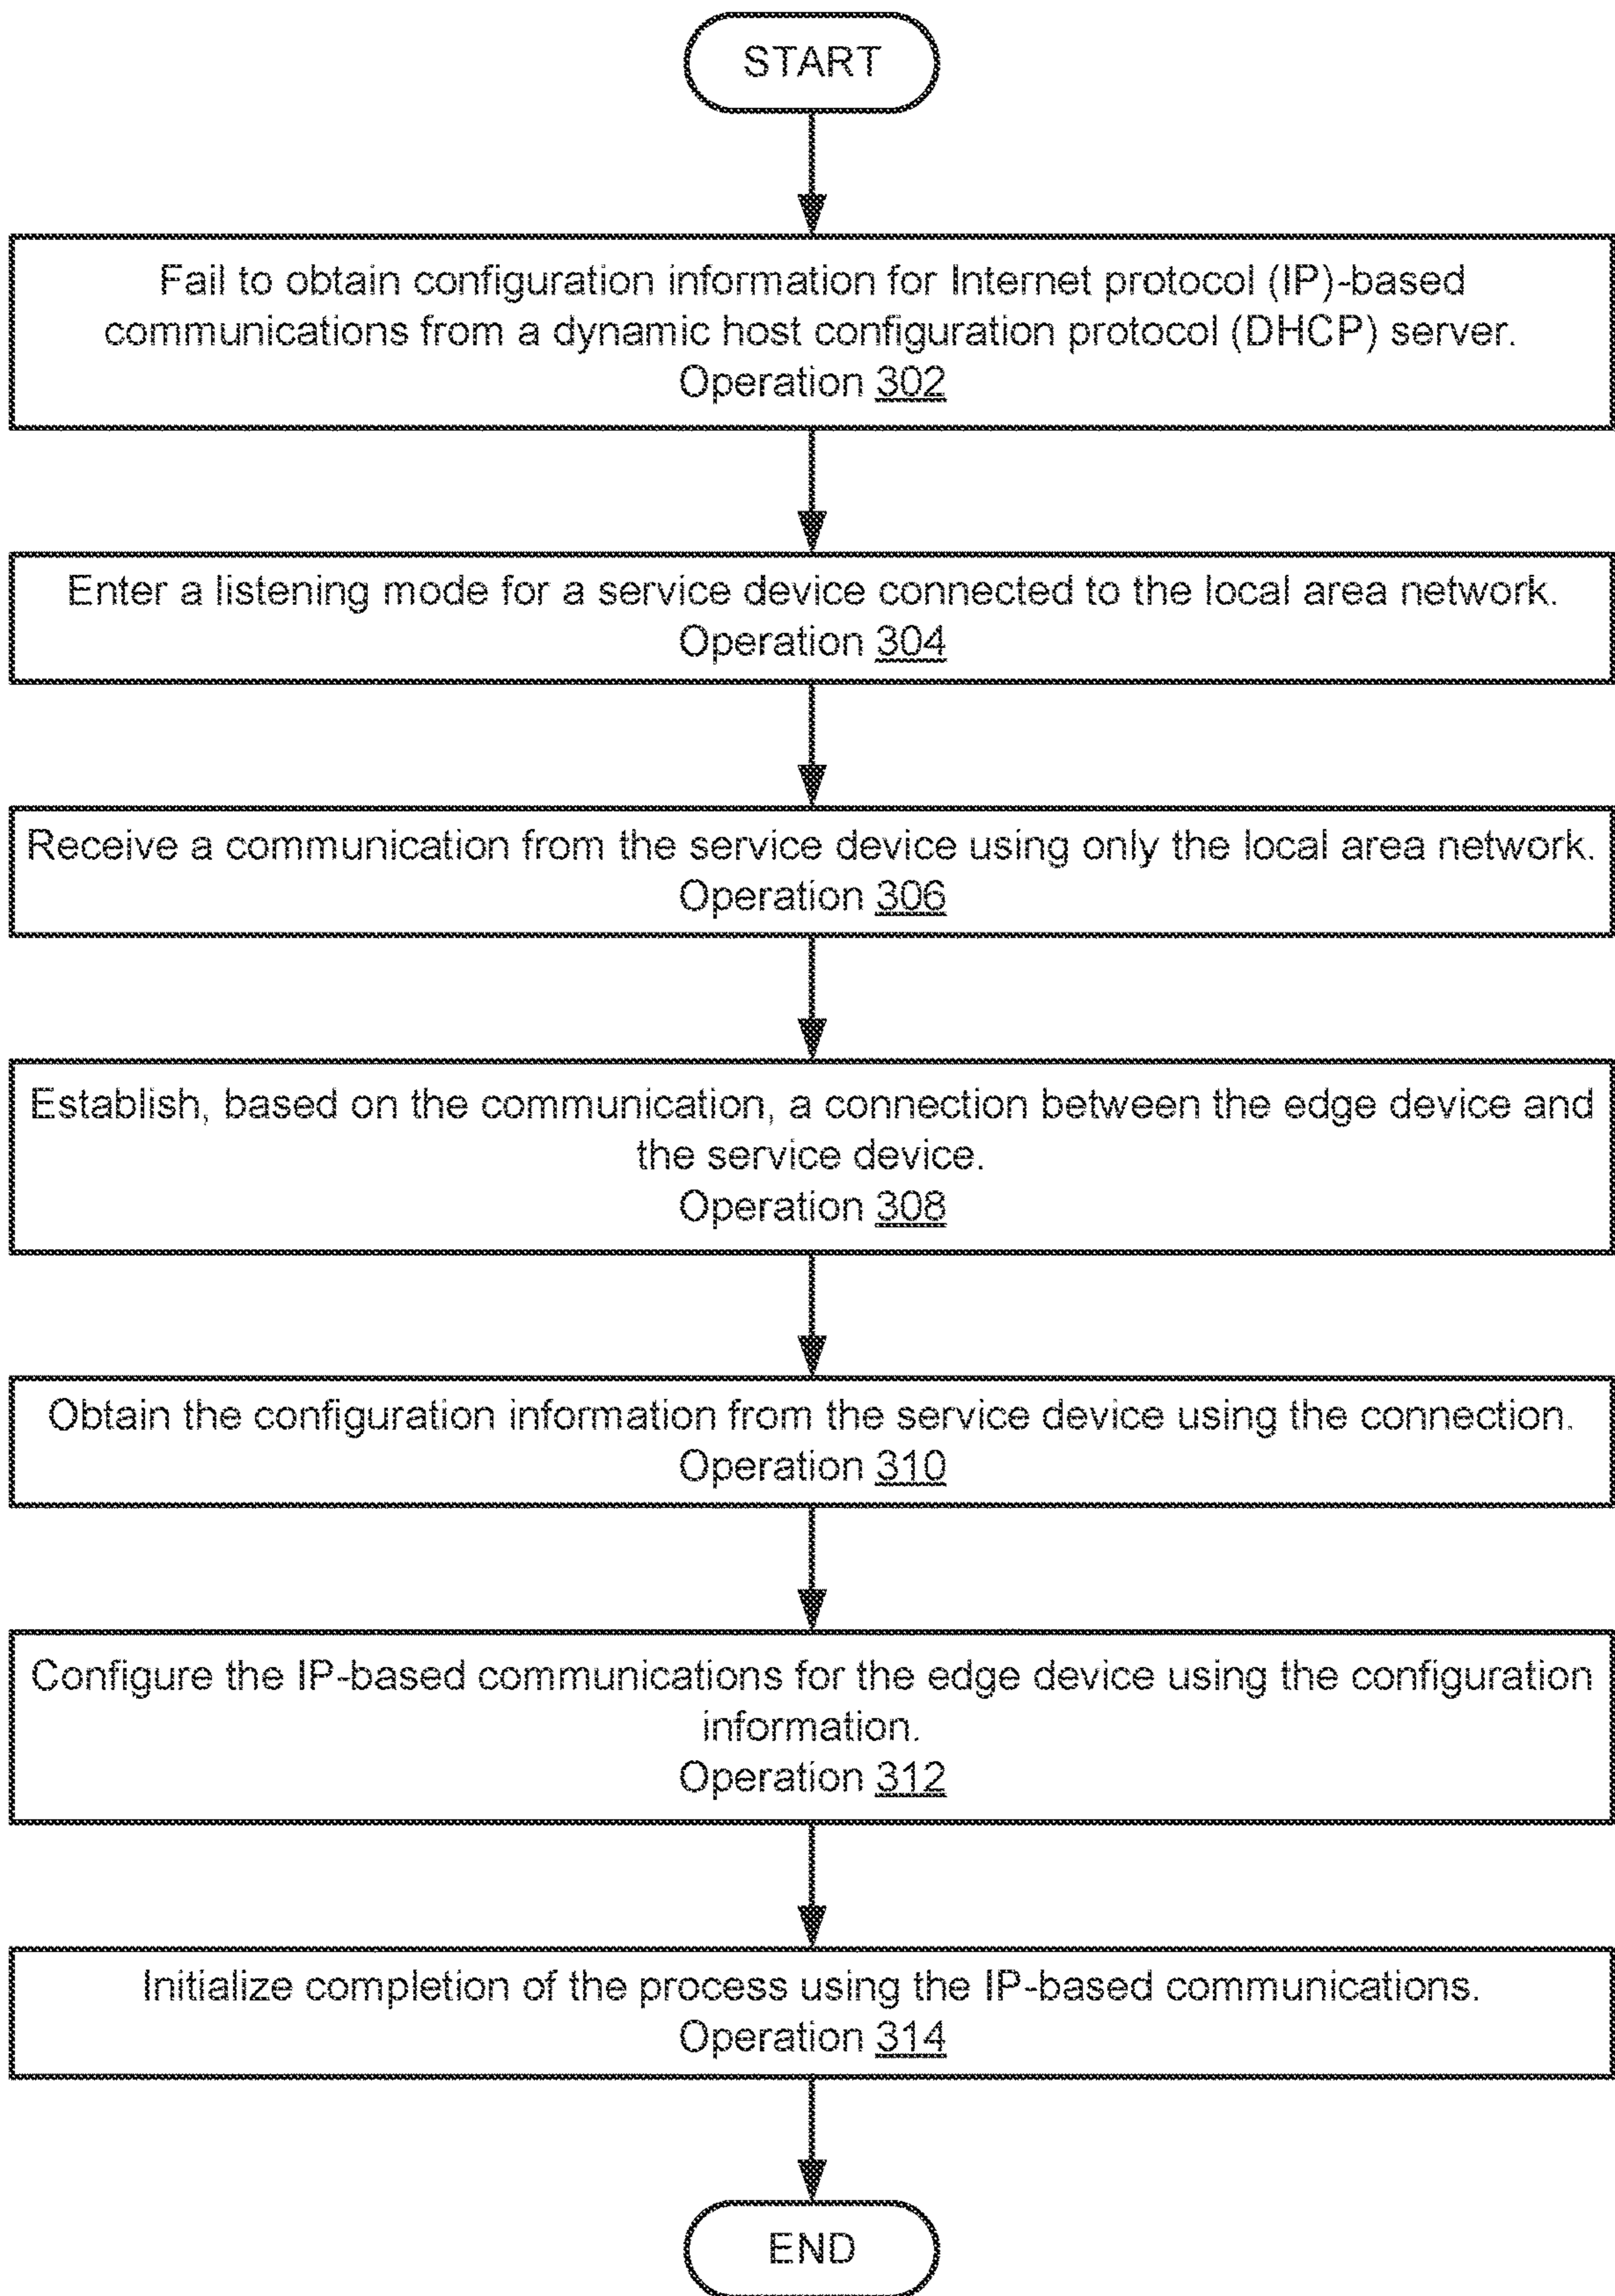 START
Fail to obtain configuration information for Internet protocol (IP)-based
communications from a dynamic host configuration protocol (DHCP) server.
Operation 302
Enter a listening mode for a service device connected to the local area network.
Operation 304
Receive a communication from the service device using only the local area network.
Operation 306
Establish, based on the communication, a connection between the edge device and
the service device.
Operation 308
Obtain the configuration information from the service device using the connection.
Operation 310
Configure the IP-based communications for the edge device using the configuration
information.
Operation 312
Initialize completion of the process using the IP-based communications.
Operation 314
END